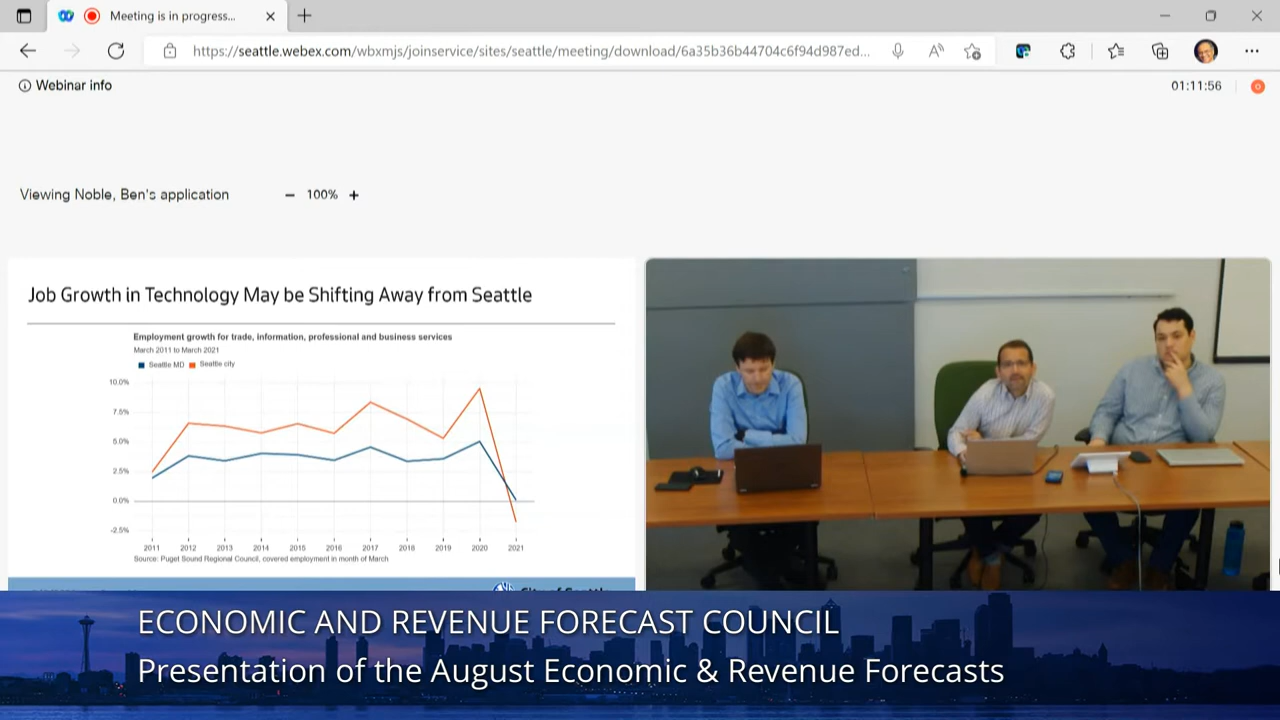 Meeting is in progress...
https://seattle.webex.com/wbxmjs/joinservice/sites/seattle/meeting/download/6a35b36b44704c6f94d987ed...
Webinar info
01:11:56
Viewing Noble, Ben's application
− 100% +
Job Growth in Technology May be Shifting Away from Seattle
Employment growth for trade, information, professional and business services
March 2011 to March 2021
Seattle MD Seattle city
10.0%
7.5%
5.0%
2.5%
0.0%
-2.5%
2011 2012 2013 2014 2015 2016 2017 2018 2019 2020 2021
Source: Puget Sound Regional Council, covered employment in month of March
City of Seattle
ECONOMIC AND REVENUE FORECAST COUNCIL
Presentation of the August Economic & Revenue Forecasts